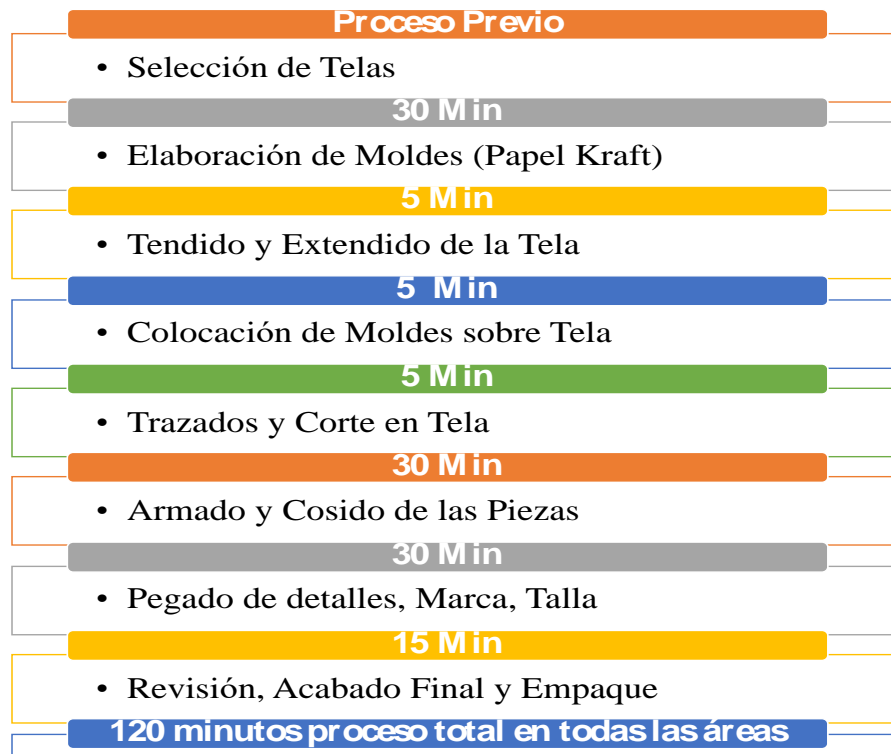 Proceso Previo
• Selección de Telas
30 Min
• Elaboración de Moldes (Papel Kraft)
5 Min
• Tendido y Extendido de la Tela
5 Min
• Colocación de Moldes sobre Tela
5 Min
• Trazados y Corte en Tela
30 Min
• Armado y Cosido de las Piezas
30 Min
• Pegado de detalles, Marca, Talla
15 Min
• Revisión, Acabado Final y Empaque
120 minutos proceso total en todas las áreas